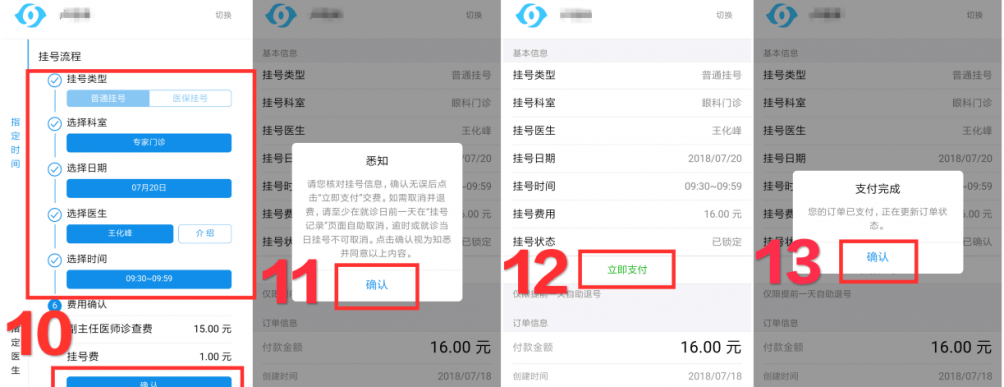 切换
挂号流程
挂号类型
普通挂号 医保挂号
选择科室
专家门诊
选择日期
07月20日
选择医生
王化峰 介绍
选择时间
09:30~09:59
6 费用确认
副主任医师诊查费 15.00 元
挂号费 1.00 元
确认
指定时间
指定医生
10
切换
基本信息
挂号类型 普通挂号
挂号科室 眼科门诊
挂号医生 王化峰
挂号日 2018/07/20
挂号时 ~09:59
挂号费 00 元
挂号状 已锁定
悉知
请您核对挂号信息，确认无误后点
击“立即支付”交费。如需取消并退
费，请至少在就诊日前一天在“挂号
记录”页面自助取消，逾时或就诊当
日挂号不可取消。点击确认视为知悉
并同意以上内容。
确认
11
仅限
订单信息
付款金额 16.00 元
创建时间 2018/07/18
切换
基本信息
挂号类型 普通挂号
挂号科室 眼科门诊
挂号医生 王化峰
挂号日期 2018/07/20
挂号时间 09:30~09:59
挂号费用 16.00 元
挂号状态 已锁定
立即支付
12
仅限提前一天自助退号
订单信息
付款金额 16.00 元
创建时间 2018/07/18
切换
基本信息
挂号类型 普通挂号
挂号科室 眼科门诊
挂号医生 王化峰
挂号日期 2018/07/20
挂号时 ~09:59
挂号费 00 元
挂号状 已确认
支付完成
您的订单已支付，正在更新订单状
态。
确认
13
仅限提前一天自助退号
订单信息
付款金额 16.00 元
创建时间 2018/07/18